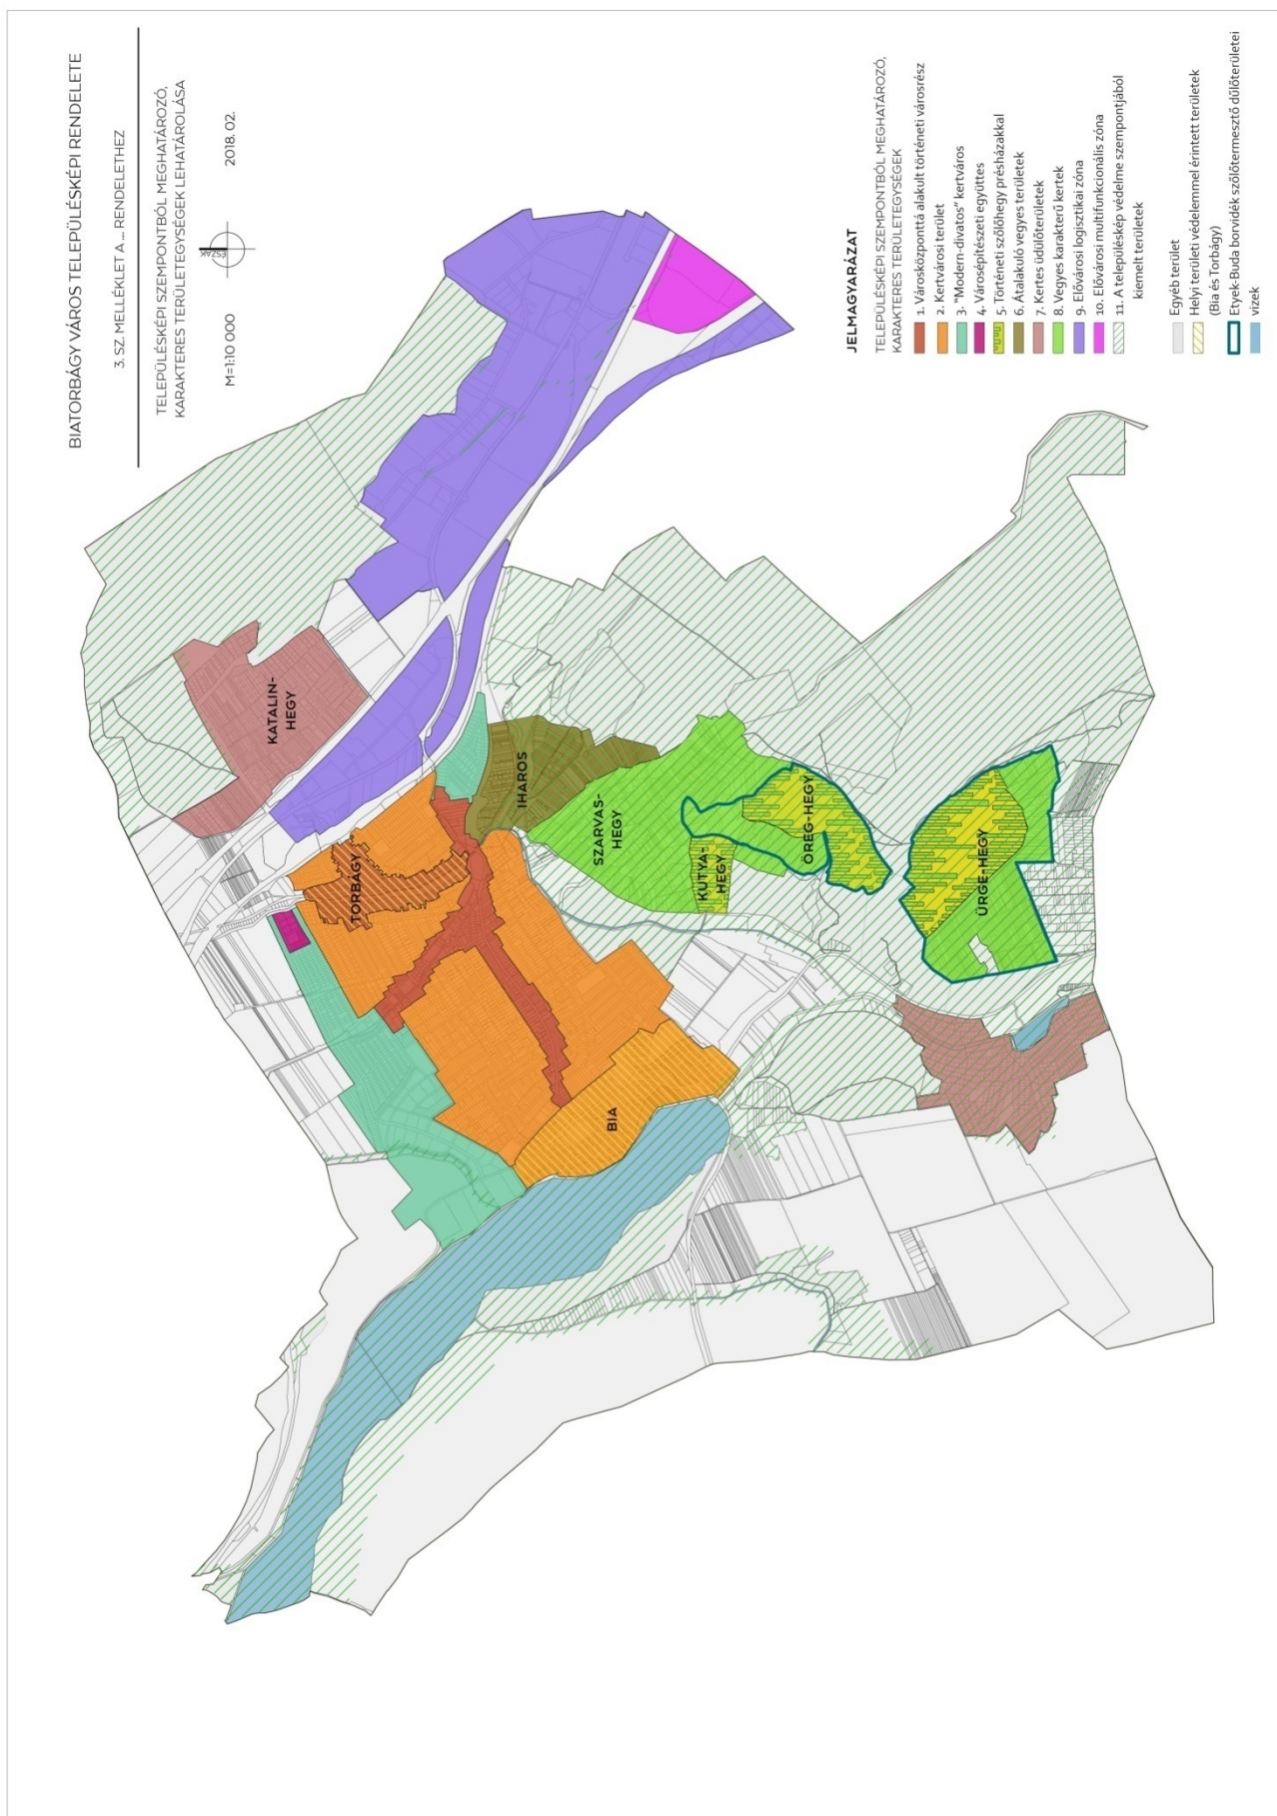 BIATORBÁGY VÁROS TELEPÜLÉSKÉPI RENDELETE
3. SZ. MELLÉKLET A _ RENDELETHEZ
TELEPÜLÉSKÉPI SZEMPONTBÓL MEGHATÁROZÓ,
KARAKTERES TERÜLETEGYSÉGEK LEHATÁROLÁSA
M=1:10 000
ÉSZAK
2018. 02.
KATALIN-
HEGY
TORBÁGY
IHAROS
SZARVAS-
HEGY
KUTYA-
HEGY
ÖREG-HEGY
ÜRGE-HEGY
BIA
JELMAGYARÁZAT
TELEPÜLÉSKÉPI SZEMPONTBÓL MEGHATÁROZÓ,
KARAKTERES TERÜLETEGYSÉGEK
1. Városközponttá alakult történeti városrész
2. Kertvárosi terület
3. "Modern-divatos" kertváros
4. Városépítészeti együttes
5. Történeti szőlőhegy présházakkal
6. Átalakuló vegyes területek
7. Kertes üdülőterületek
8. Vegyes karakterű kertek
9. Elővárosi logisztikai zóna
10. Elővárosi multifunkcionális zóna
11. A településkép védelme szempontjából
kiemelt területek
Egyéb terület
Helyi területi védelemmel érintett területek
(Bia és Torbágy)
Etyek-Buda borvidék szőlőtermesztő dűlőterületei
vizek